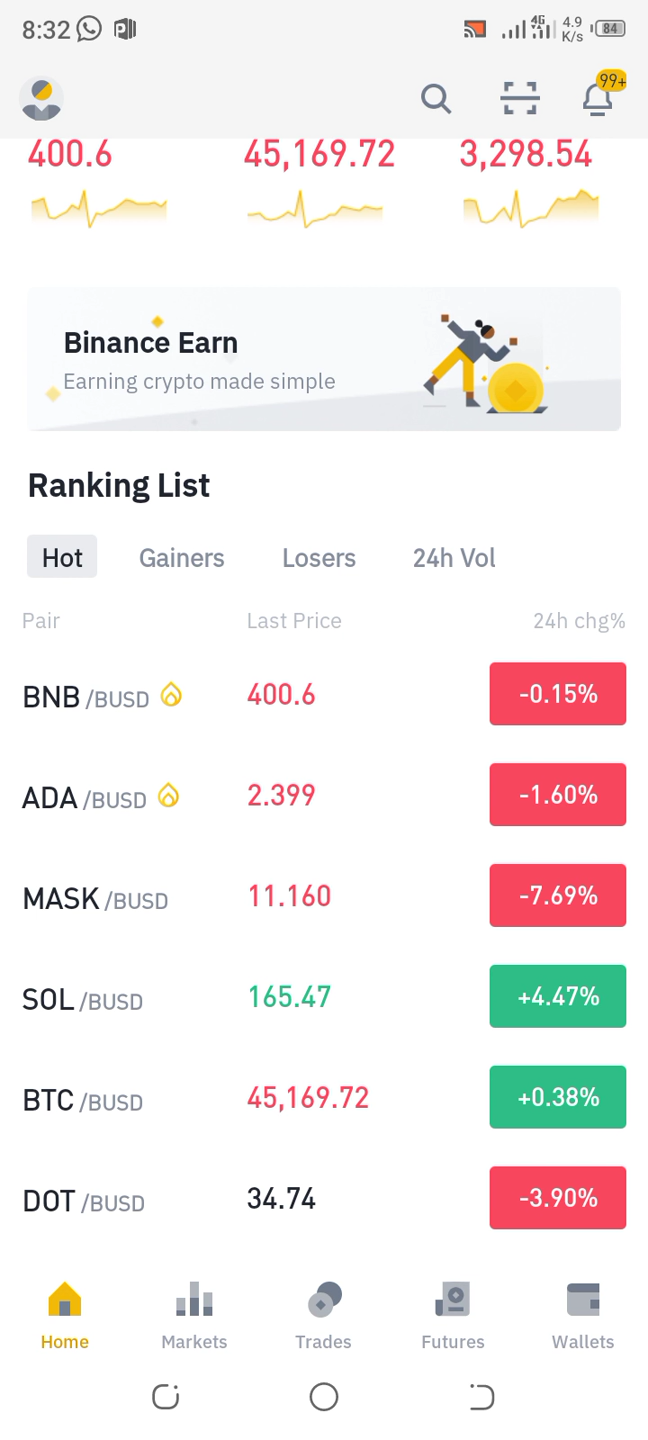 8:32 4G 4.9 K/s 84
99+
400.6 45,169.72 3,298.54
Binance Earn
Earning crypto made simple
Ranking List
Hot Gainers Losers 24h Vol
Pair Last Price 24h chg%
BNB /BUSD 400.6 -0.15%
ADA /BUSD 2.399 -1.60%
MASK /BUSD 11.160 -7.69%
SOL /BUSD 165.47 +4.47%
BTC /BUSD 45,169.72 +0.38%
DOT /BUSD 34.74 -3.90%
Home Markets Trades Futures Wallets